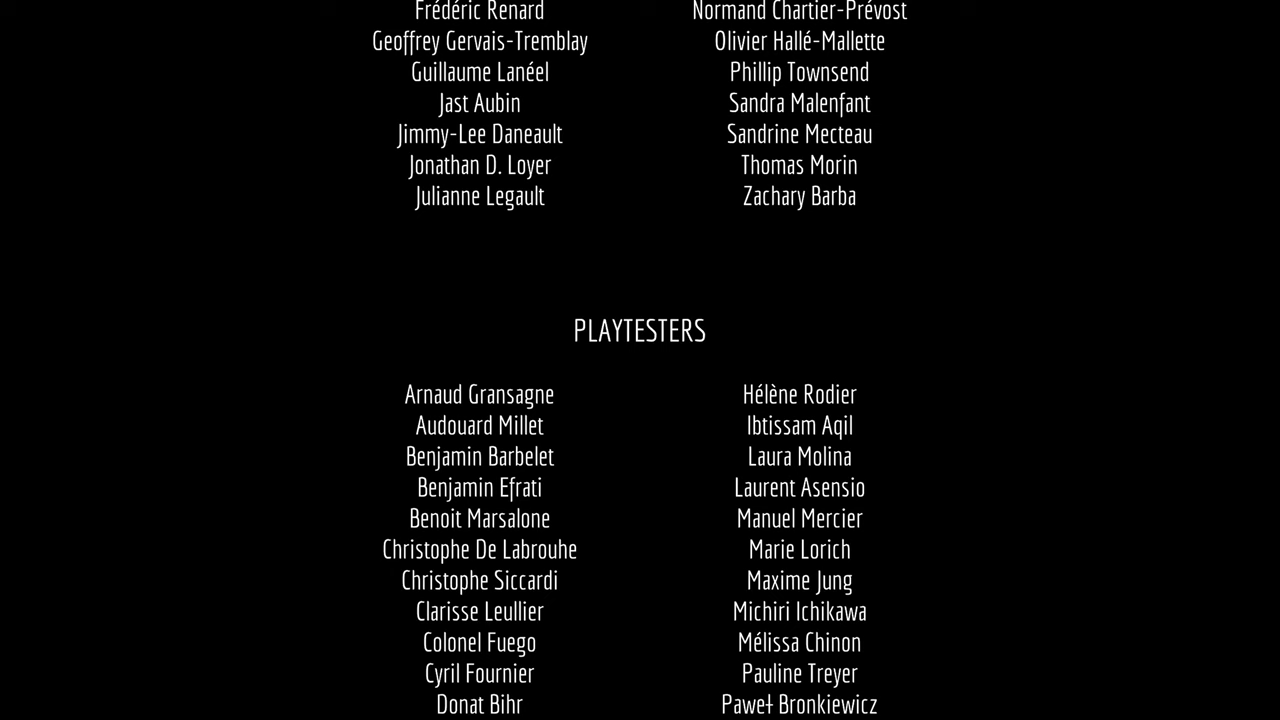 Frédéric Renard
Geoffrey Gervais-Tremblay
Guillaume Lanéel
Jast Aubin
Jimmy-Lee Daneault
Jonathan D. Loyer
Julianne Legault
Normand Chartier-Prévost
Olivier Hallé-Mallette
Phillip Townsend
Sandra Malenfant
Sandrine Mecteau
Thomas Morin
Zachary Barba
PLAYTESTERS
Arnaud Gransagne
Audouard Millet
Benjamin Barbelet
Benjamin Efrati
Benoit Marsalone
Christophe De Labrouhe
Christophe Siccardi
Clarisse Leullier
Colonel Fuego
Cyril Fournier
Donat Bihr
Hélène Rodier
Ibtissam Aqil
Laura Molina
Laurent Asensio
Manuel Mercier
Marie Lorich
Maxime Jung
Michiri Ichikawa
Mélissa Chinon
Pauline Treyer
Paweł Bronkiewicz